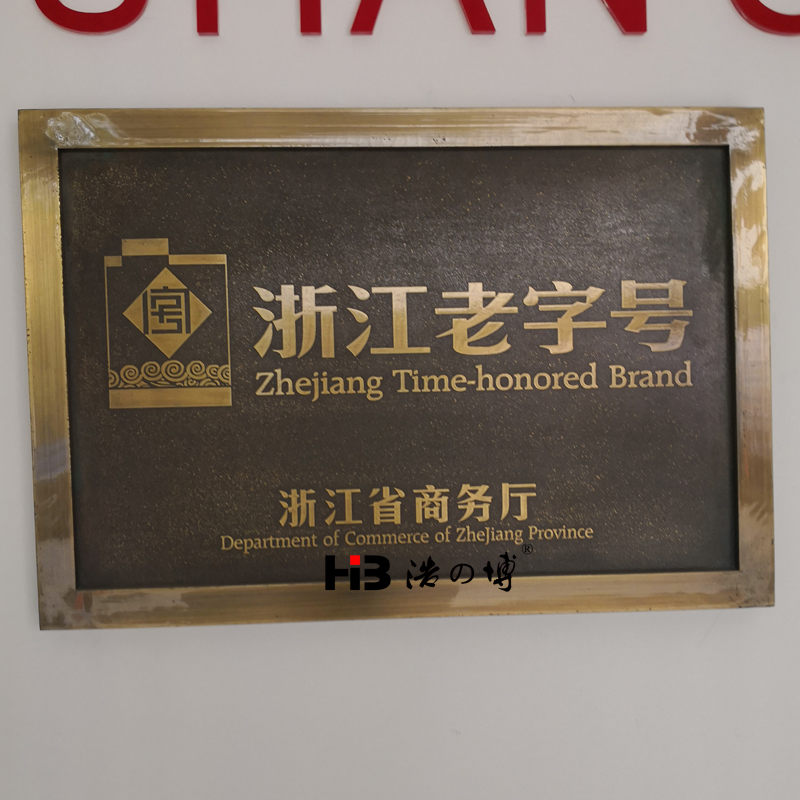 浙江老字号
Zhejiang Time-honored Brand
浙江省商务厅
Department of Commerce of ZheJiang Province
HiB 浩の博®